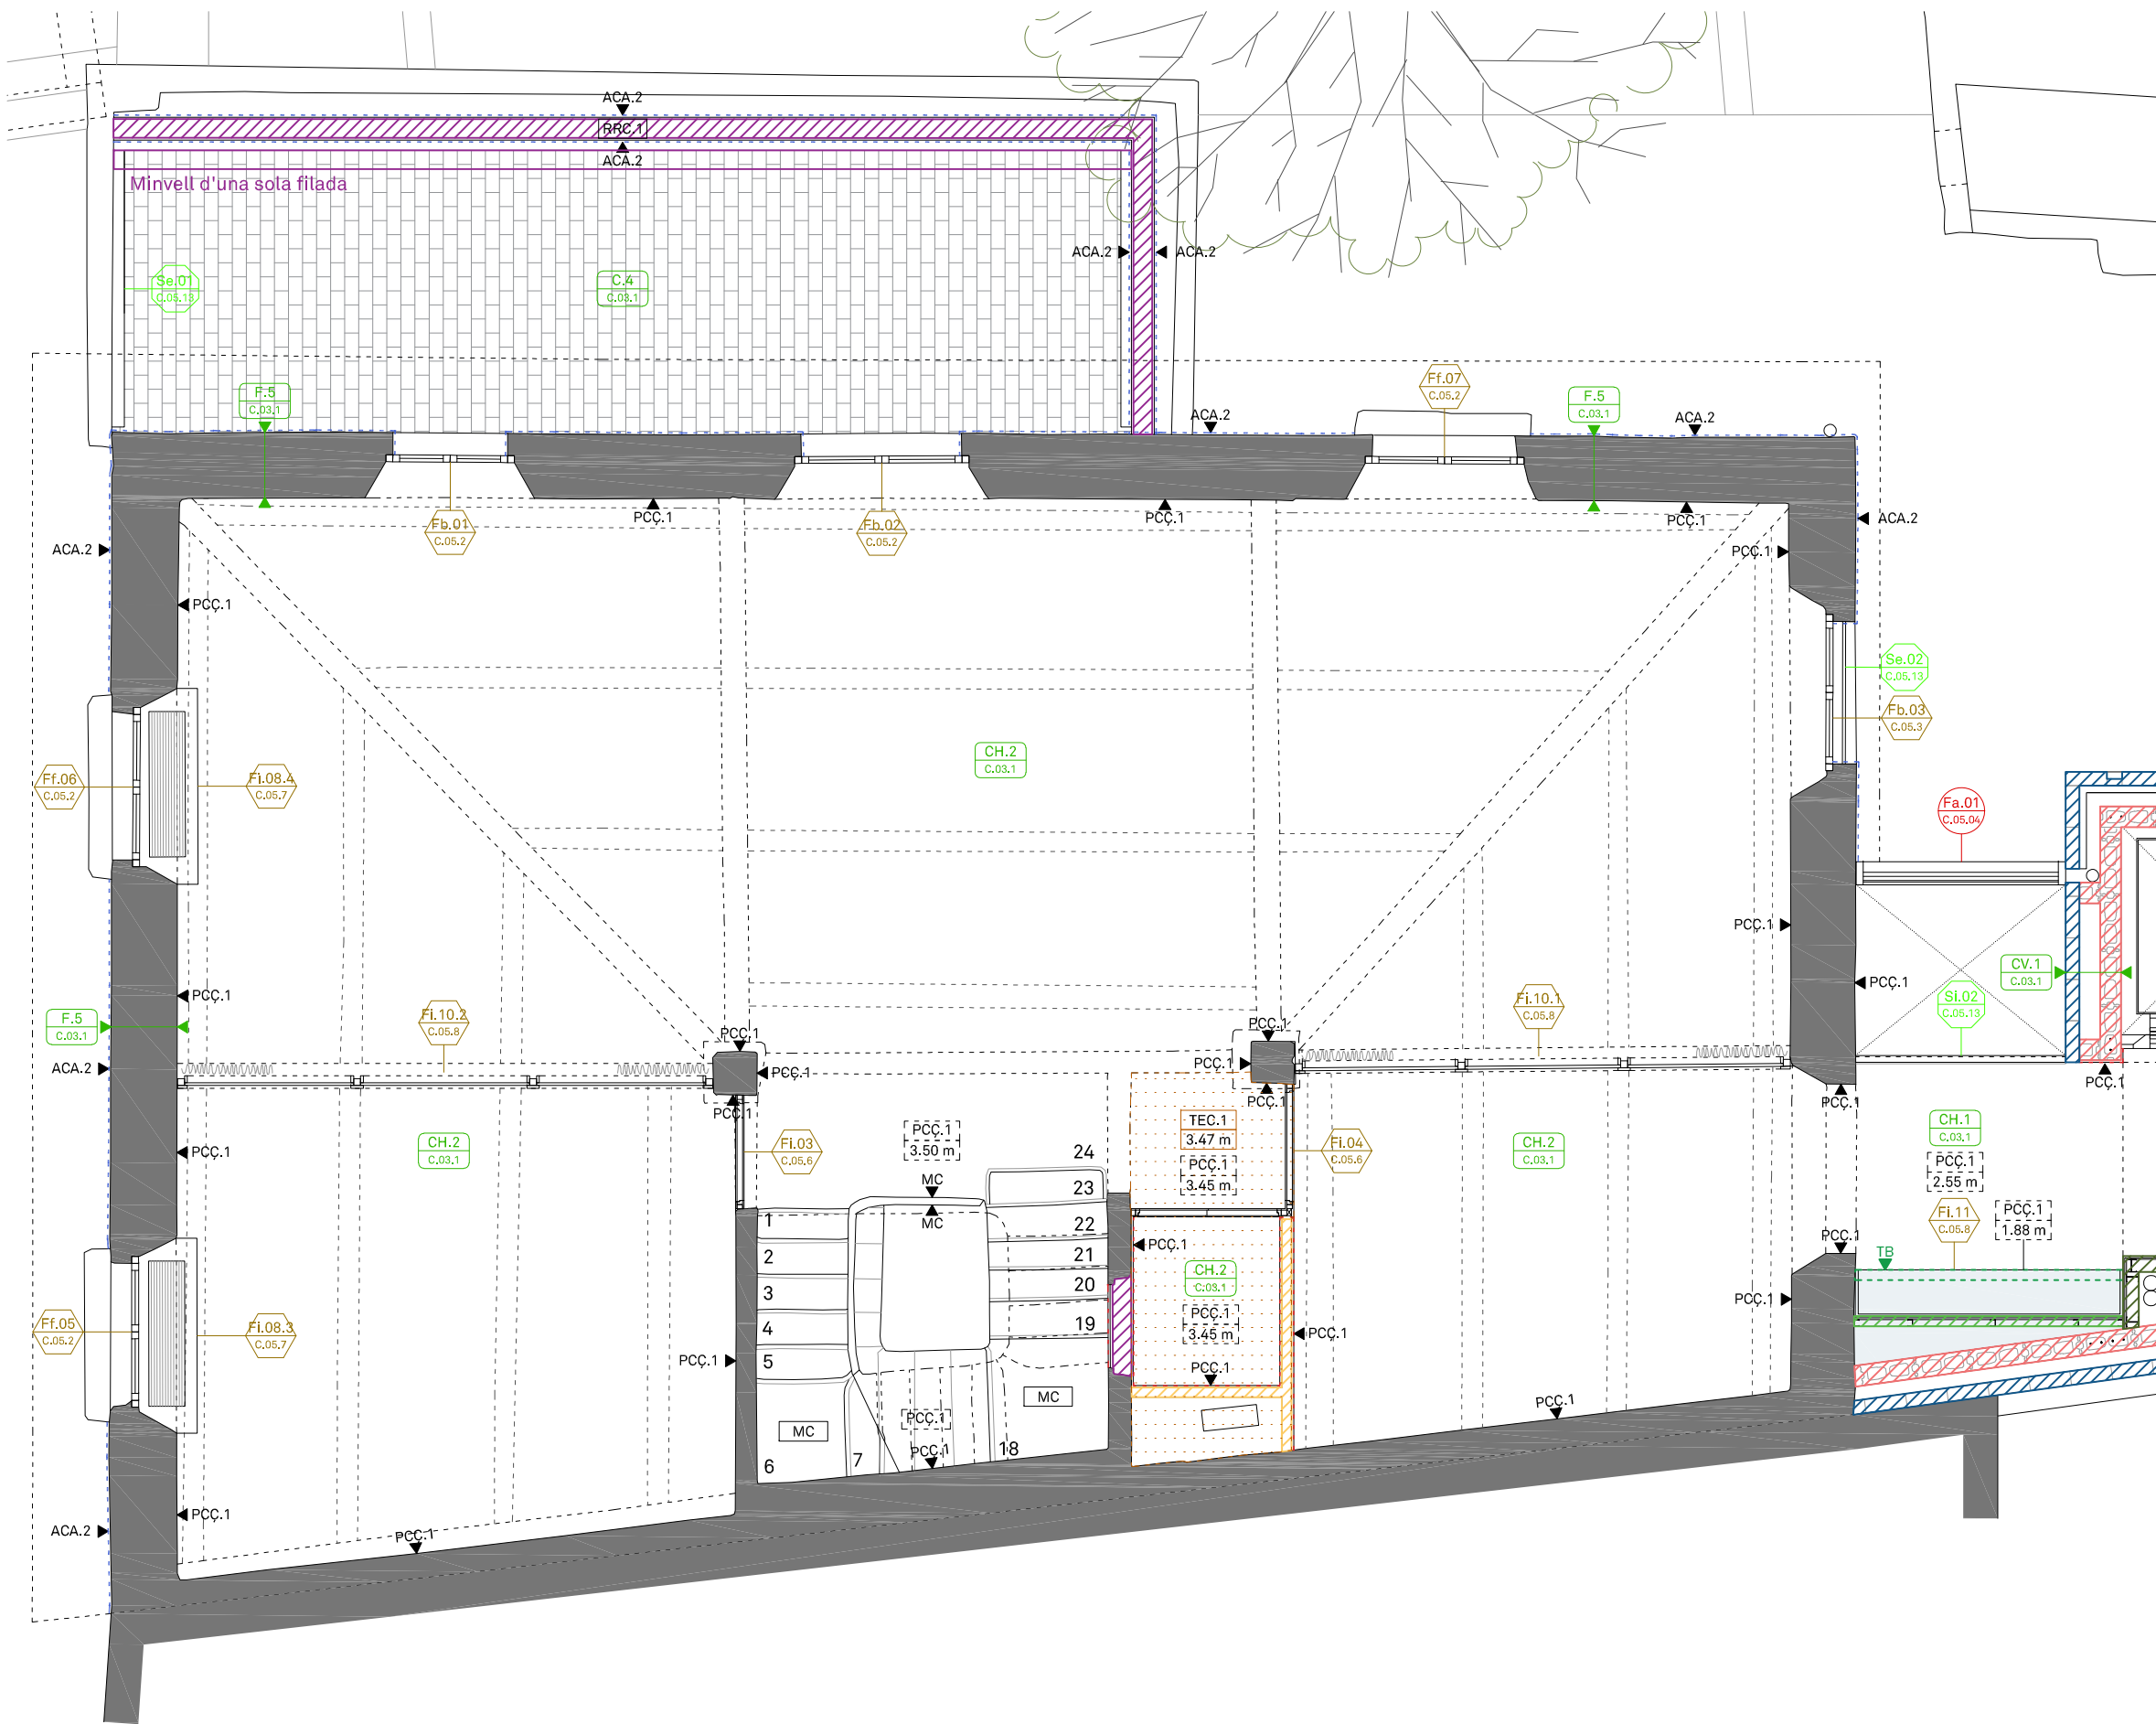 ACA.2
RRC.1
ACA.2
Minvell d'una sola filada
ACA.2
ACA.2
Se.01
C.05.13
C.4
C.03.1
F.5
C.03.1
Ff.07
C.05.2
F.5
C.03.1
ACA.2
ACA.2
Fb.01
C.05.2
PCÇ.1
Fb.02
C.05.2
PCÇ.1
PCÇ.1
ACA.2
ACA.2
PCÇ.1
PCÇ.1
Se.02
C.05.13
Fb.03
C.05.3
CH.2
C.03.1
Ff.06
C.05.2
Fi.08.4
C.05.7
Fa.01
C.05.04
PCÇ.1
CV.1
C.03.1
PCÇ.1
PCÇ.1
Si.02
C.05.13
F.5
C.03.1
Fi.10.2
C.05.8
Fi.10.1
C.05.8
PCÇ.1
PCÇ.1
ACA.2
PCÇ.1
PCÇ.1
PCÇ.1
PCÇ.1
PCÇ.1
PCÇ.1
PCÇ.1
CH.2
C.03.1
Fi.03
C.05.6
PCÇ.1
3.50 m
TEC.1
3.47 m
PCÇ.1
3.45 m
Fi.04
C.05.6
CH.2
C.03.1
CH.1
C.03.1
PCÇ.1
2.55 m
PCÇ.1
24
MC
23
MC
1
22
2
21
3
20
4
19
5
PCÇ.1
CH.2
C.03.1
PCÇ.1
3.45 m
PCÇ.1
Fi.11
C.05.8
PCÇ.1
1.88 m
PCÇ.1
TB
PCÇ.1
Ff.05
C.05.2
Fi.08.3
C.05.7
PCÇ.1
PCÇ.1
MC
MC
PCÇ.1
PCÇ.1
PCÇ.1
6
7
18
PCÇ.1
ACA.2
PCÇ.1